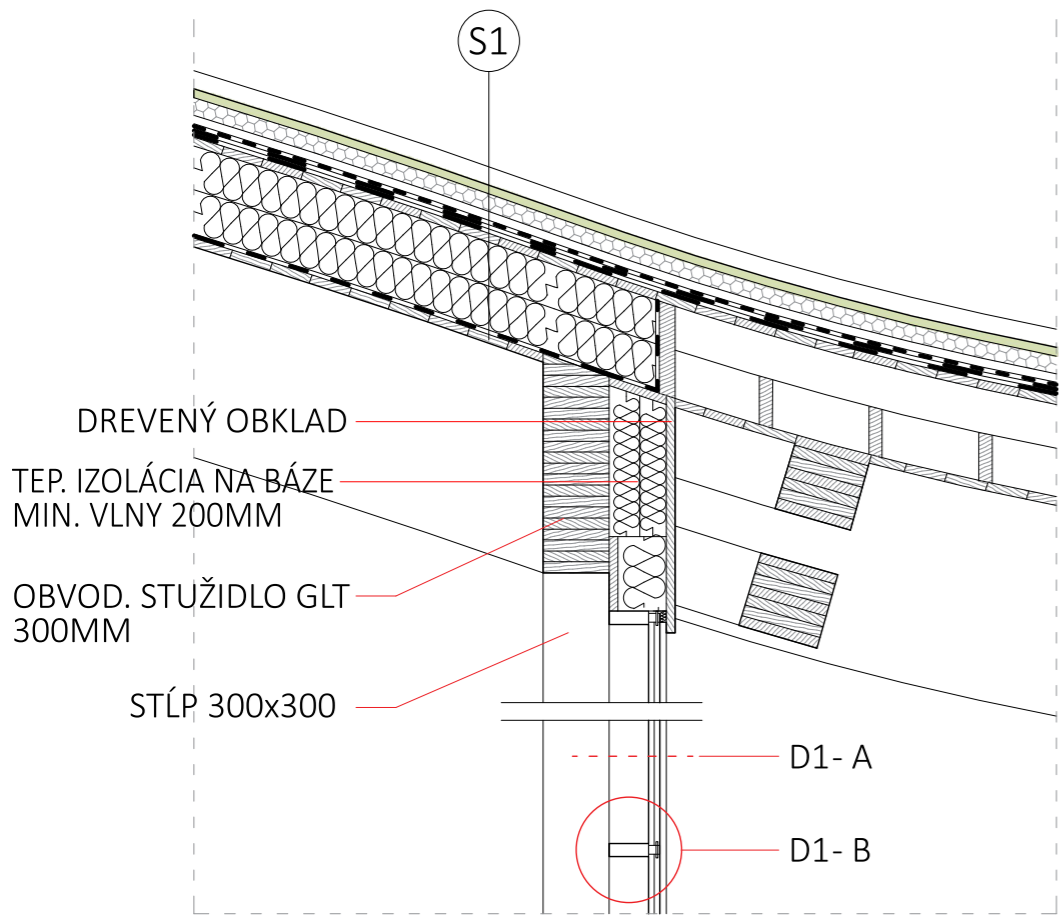 S1
DREVENÝ OBKLAD
TEP. IZOLÁCIA NA BÁZE
MIN. VLNY 200MM
OBVOD. STUŽIDLO GLT
300MM
STĹP 300x300
D1- A
D1- B